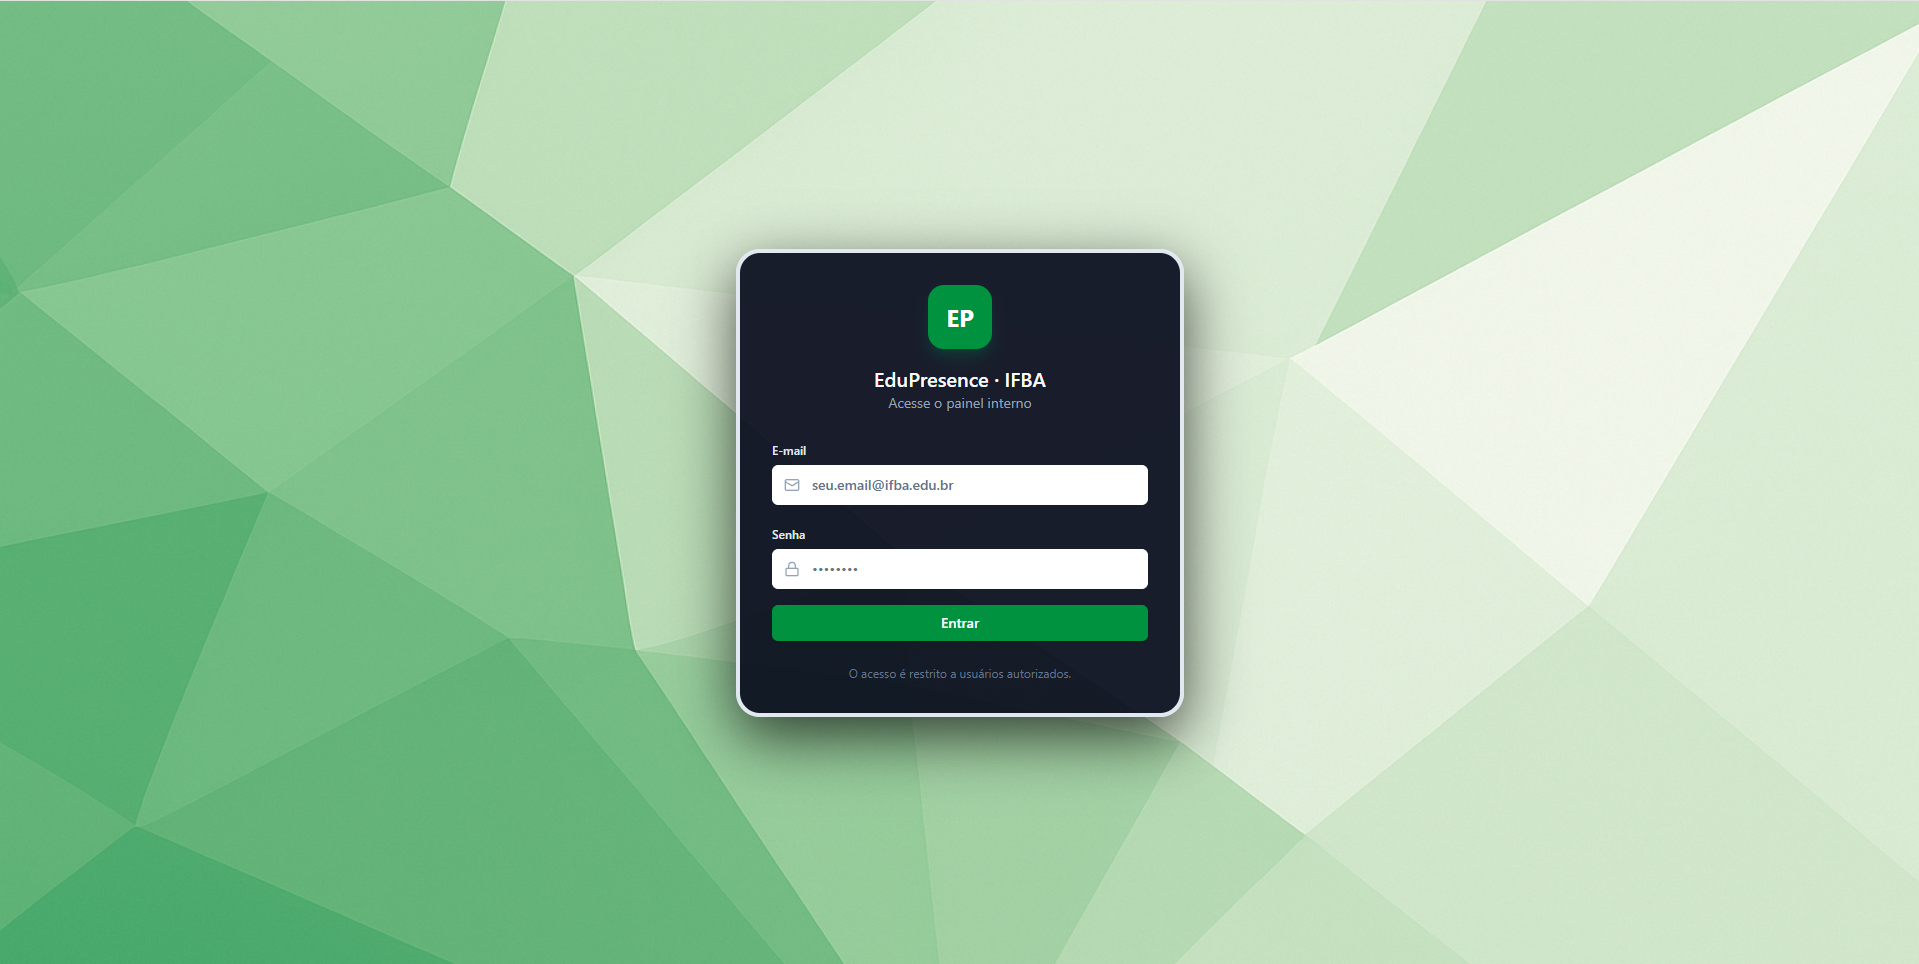 EP
EduPresence · IFBA
Acesse o painel interno
E-mail
seu.email@ifba.edu.br
Senha
••••••••
Entrar
O acesso é restrito a usuários autorizados.